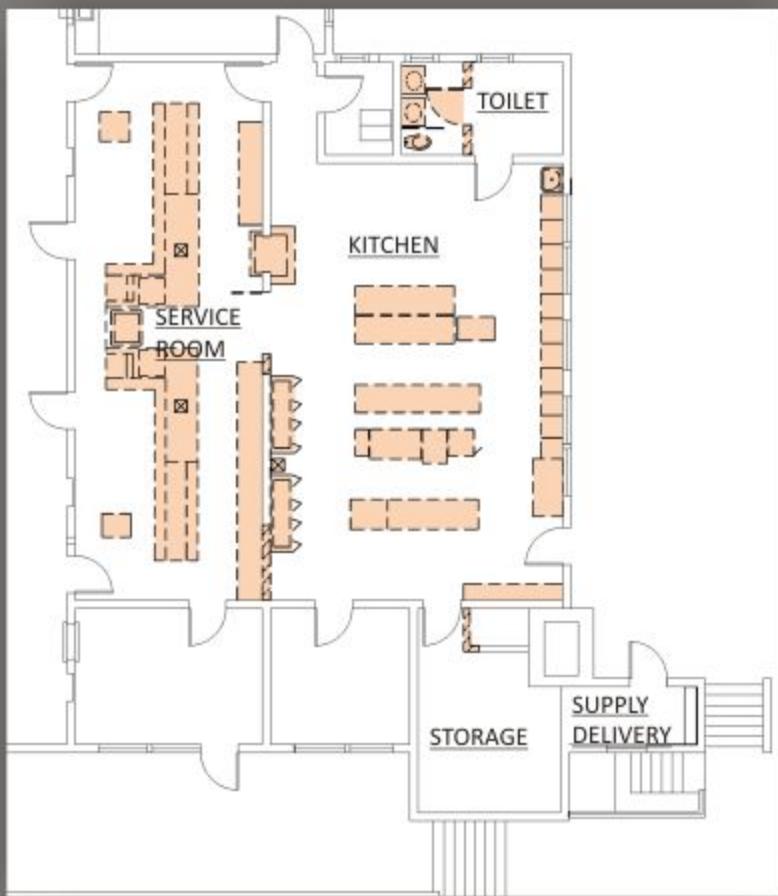 TOILET
KITCHEN
SERVICE
ROOM
SUPPLY
DELIVERY
STORAGE